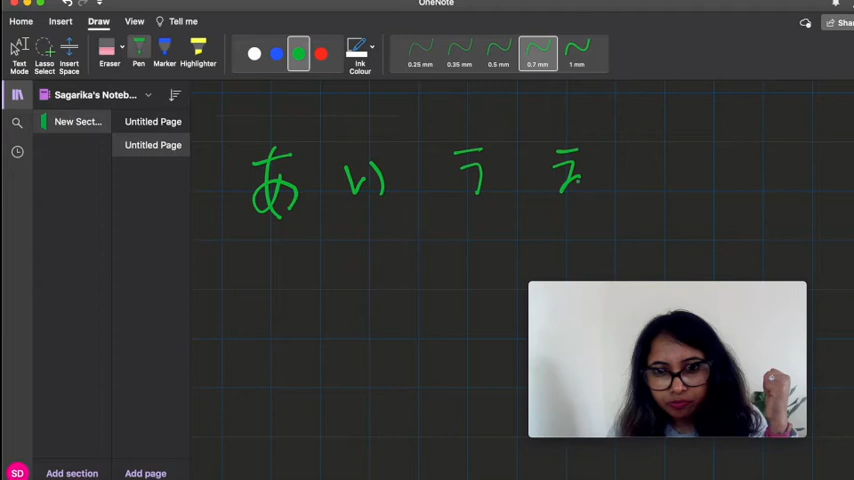 OneNote
Home Insert Draw View Tell me
Shar
Text Mode Lasso Select Insert Space Eraser Pen Marker Highlighter Ink Colour 0.25 mm 0.35 mm 0.5 mm 0.7 mm 1 mm
Sagarika's Noteb...
New Sect... Untitled Page
Untitled Page
あ い う え
SD Add section Add page